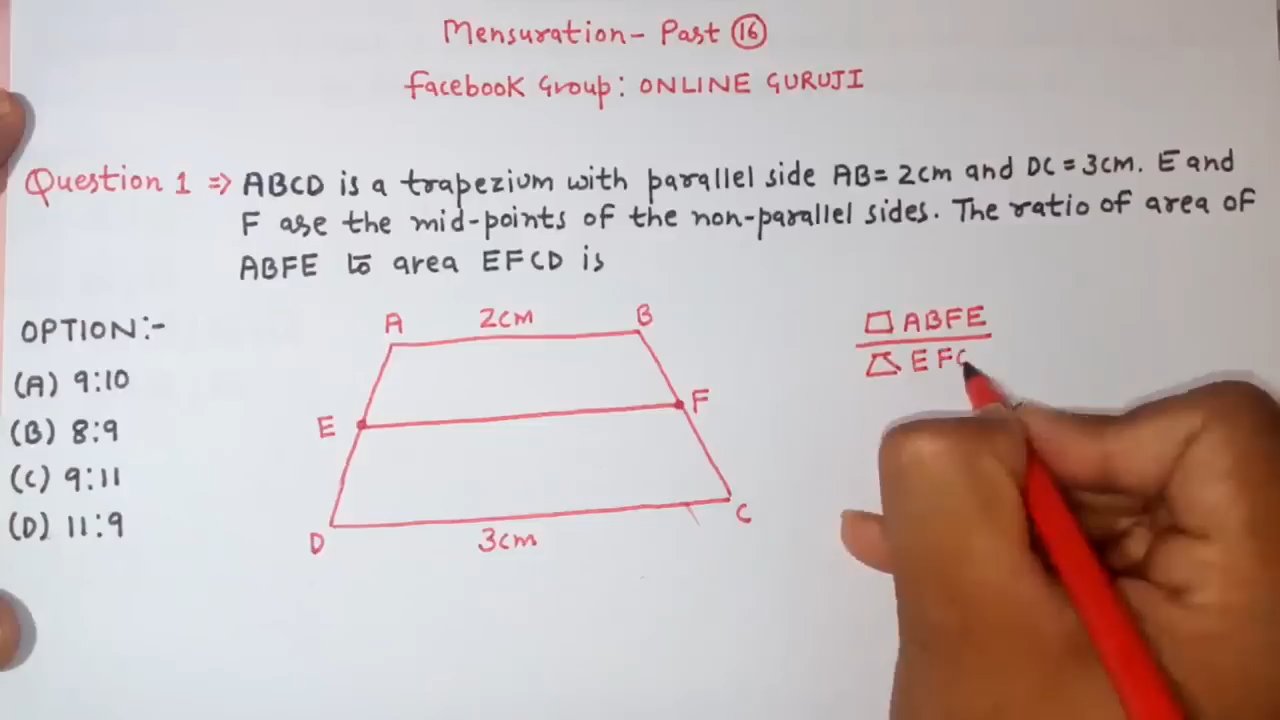 Mensuration- Part 16
Facebook Group: ONLINE GURUJI
Question 1 => ABCD is a trapezium with parallel side AB= 2cm and DC = 3cm. E and
F are the mid-points of the non-parallel sides. The ratio of area of
ABFE to area EFCD is
OPTION:-
(A) 9:10
(B) 8:9
(C) 9:11
(D) 11:9
A 2cm B
E F
D 3cm C
ABFE
EFC